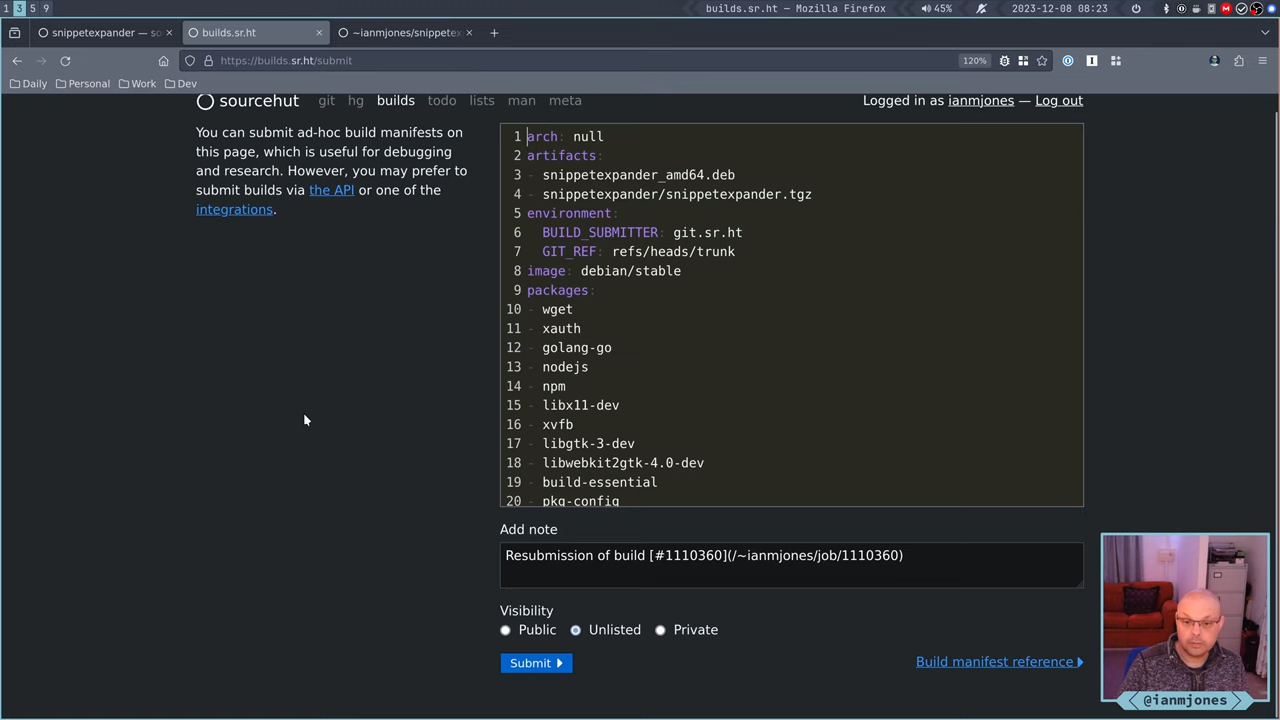 1 3 5 9
builds.sr.ht — Mozilla Firefox
45%
2023-12-08 08:23
snippetexpander — so
builds.sr.ht
~ianmjones/snippetex
https://builds.sr.ht/submit
120%
Daily
Personal
Work
Dev
sourcehut git hg builds todo lists man meta
Logged in as ianmjones — Log out
You can submit ad-hoc build manifests on
this page, which is useful for debugging
and research. However, you may prefer to
submit builds via the API or one of the
integrations.
1 arch: null
2 artifacts:
3 - snippetexpander_amd64.deb
4 - snippetexpander/snippetexpander.tgz
5 environment:
6 BUILD_SUBMITTER: git.sr.ht
7 GIT_REF: refs/heads/trunk
8 image: debian/stable
9 packages:
10 - wget
11 - xauth
12 - golang-go
13 - nodejs
14 - npm
15 - libx11-dev
16 - xvfb
17 - libgtk-3-dev
18 - libwebkit2gtk-4.0-dev
19 - build-essential
20 - pkg-config
Add note
Resubmission of build [#1110360](/~ianmjones/job/1110360)
Visibility
Public
Unlisted
Private
Submit
Build manifest reference
@ianmjones